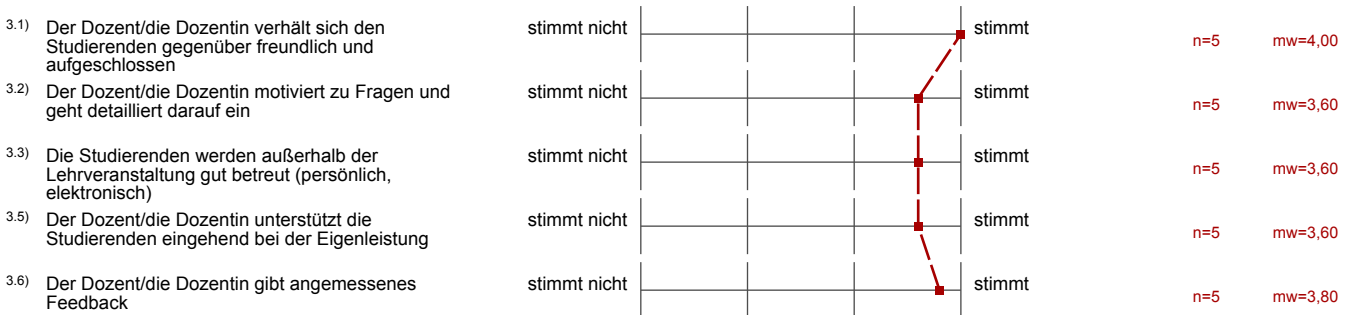 3.1) Der Dozent/die Dozentin verhält sich den stimmt nicht stimmt
Studierenden gegenüber freundlich und n=5 mw=4,00
aufgeschlossen
3.2) Der Dozent/die Dozentin motiviert zu Fragen und stimmt nicht stimmt
geht detailliert darauf ein n=5 mw=3,60
3.3) Die Studierenden werden außerhalb der stimmt nicht stimmt
Lehrveranstaltung gut betreut (persönlich, n=5 mw=3,60
elektronisch)
3.5) Der Dozent/die Dozentin unterstützt die stimmt nicht stimmt
Studierenden eingehend bei der Eigenleistung n=5 mw=3,60
3.6) Der Dozent/die Dozentin gibt angemessenes stimmt nicht stimmt
Feedback n=5 mw=3,80